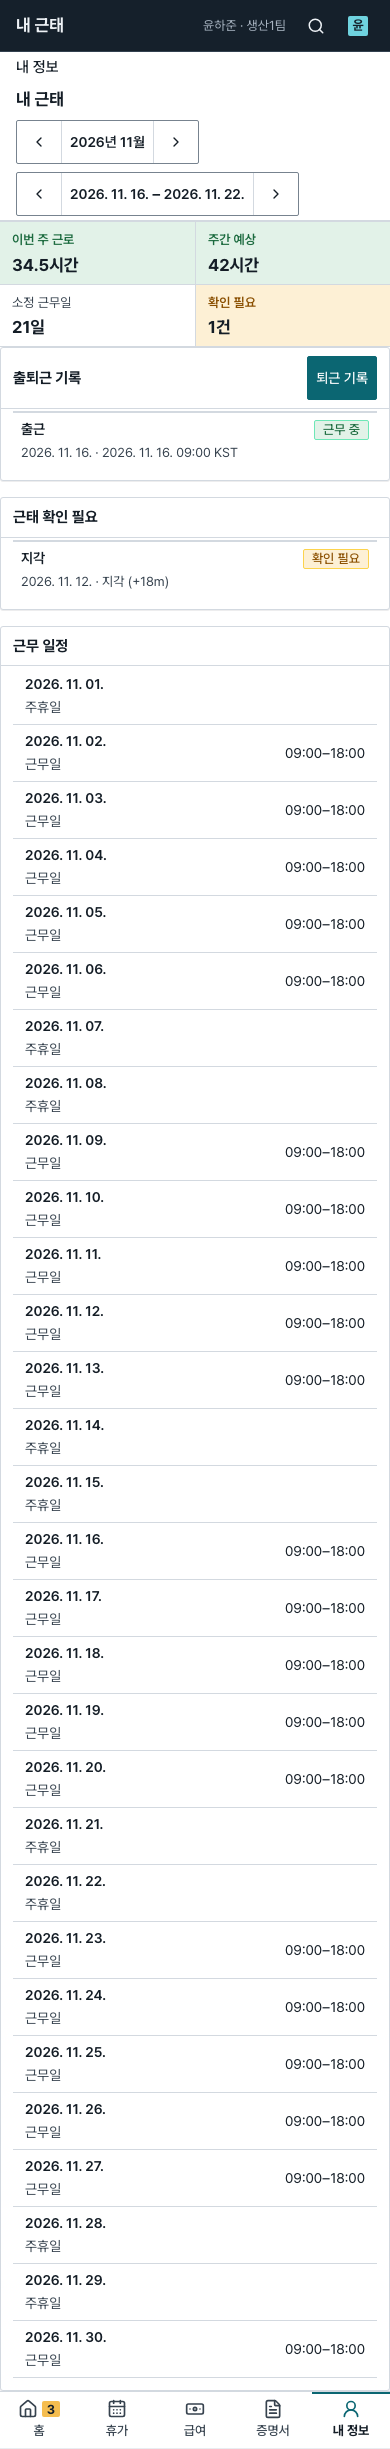 내 근태
윤하준 · 생산1팀
윤
내 정보
내 근태
2026년 11월
2026. 11. 16. – 2026. 11. 22.
이번 주 근로
34.5시간
주간 예상
42시간
소정 근무일
21일
확인 필요
1건
출퇴근 기록
퇴근 기록
출근
근무 중
2026. 11. 16. · 2026. 11. 16. 09:00 KST
근태 확인 필요
지각
확인 필요
2026. 11. 12. · 지각 (+18m)
근무 일정
2026. 11. 01.
주휴일
2026. 11. 02.
근무일
09:00–18:00
2026. 11. 03.
근무일
09:00–18:00
2026. 11. 04.
근무일
09:00–18:00
2026. 11. 05.
근무일
09:00–18:00
2026. 11. 06.
근무일
09:00–18:00
2026. 11. 07.
주휴일
2026. 11. 08.
주휴일
2026. 11. 09.
근무일
09:00–18:00
2026. 11. 10.
근무일
09:00–18:00
2026. 11. 11.
근무일
09:00–18:00
2026. 11. 12.
근무일
09:00–18:00
2026. 11. 13.
근무일
09:00–18:00
2026. 11. 14.
주휴일
2026. 11. 15.
주휴일
2026. 11. 16.
근무일
09:00–18:00
2026. 11. 17.
근무일
09:00–18:00
2026. 11. 18.
근무일
09:00–18:00
2026. 11. 19.
근무일
09:00–18:00
2026. 11. 20.
근무일
09:00–18:00
2026. 11. 21.
주휴일
2026. 11. 22.
주휴일
2026. 11. 23.
근무일
09:00–18:00
2026. 11. 24.
근무일
09:00–18:00
2026. 11. 25.
근무일
09:00–18:00
2026. 11. 26.
근무일
09:00–18:00
2026. 11. 27.
근무일
09:00–18:00
2026. 11. 28.
주휴일
2026. 11. 29.
주휴일
2026. 11. 30.
근무일
09:00–18:00
3
홈
휴가
급여
증명서
내 정보